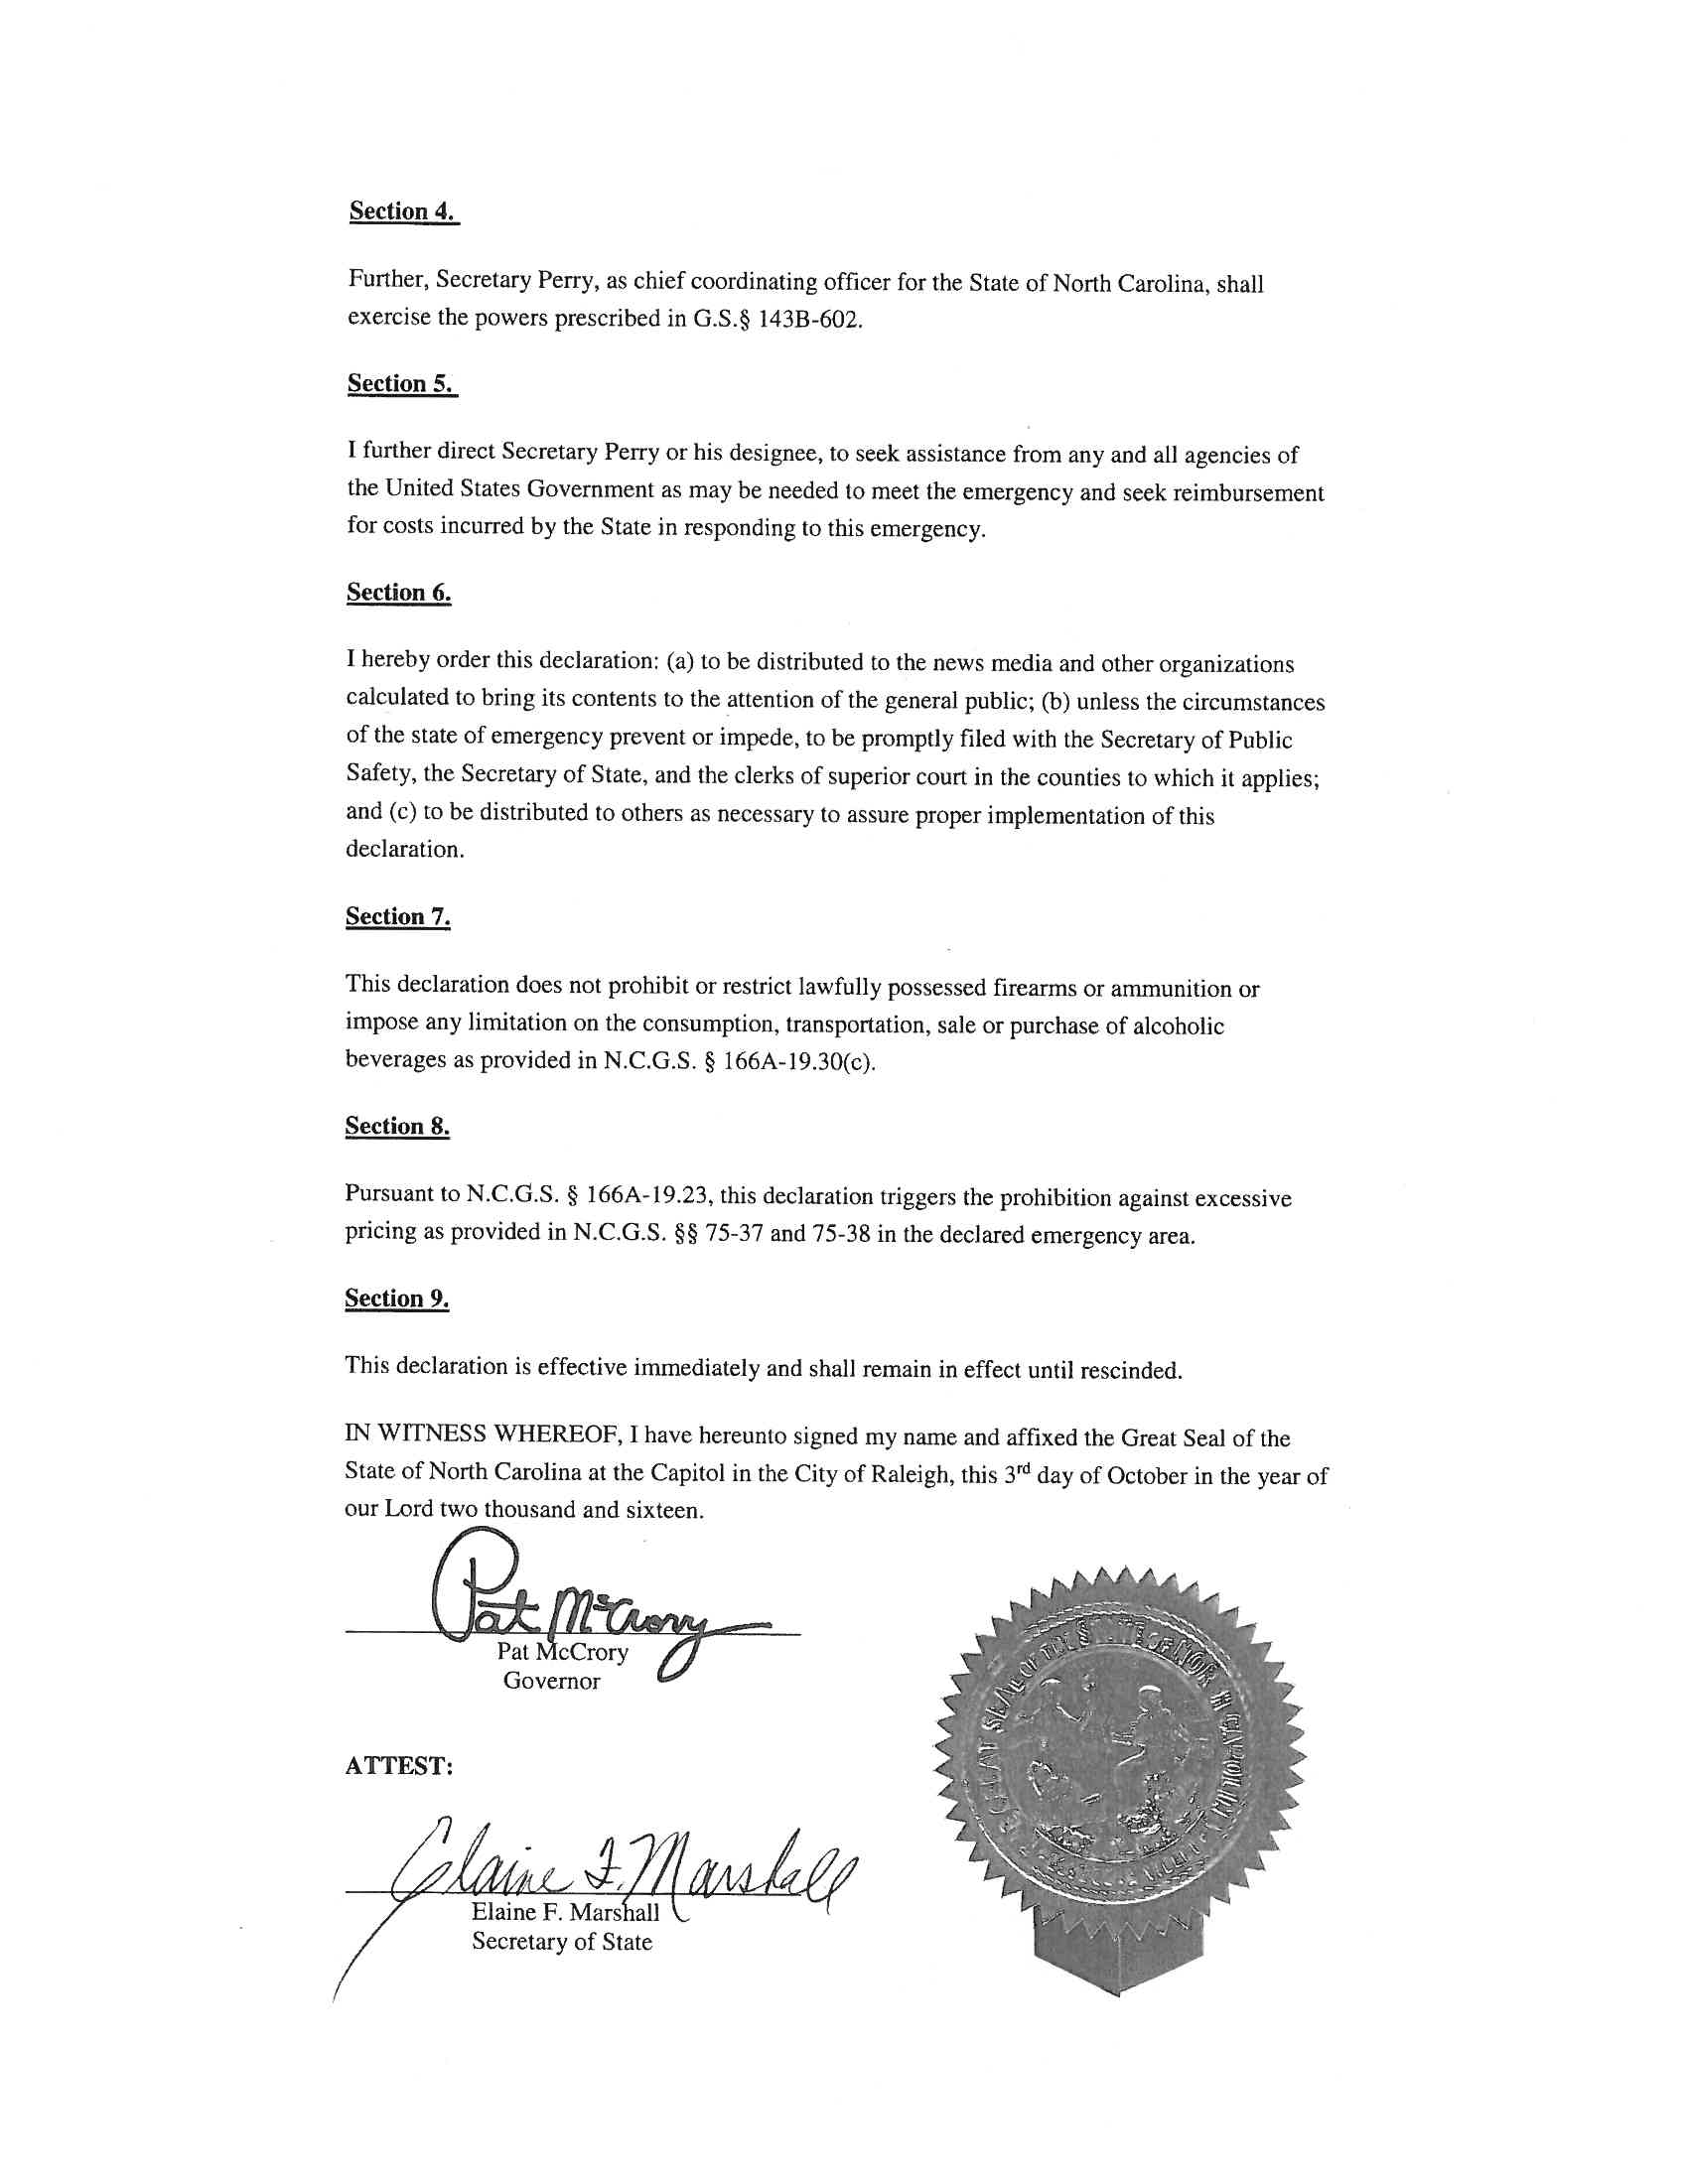 Section 4.
Further, Secretary Perry, as chief coordinating officer for the State of North Carolina, shall
exercise the powers prescribed in G.S.§ 143B-602.
Section 5.
I further direct Secretary Perry or his designee, to seek assistance from any and all agencies of
the United States Government as may be needed to meet the emergency and seek reimbursement
for costs incurred by the State in responding to this emergency.
Section 6.
I hereby order this declaration: (a) to be distributed to the news media and other organizations
calculated to bring its contents to the attention of the general public; (b) unless the circumstances
of the state of emergency prevent or impede, to be promptly filed with the Secretary of Public
Safety, the Secretary of State, and the clerks of superior court in the counties to which it applies;
and (c) to be distributed to others as necessary to assure proper implementation of this
declaration.
Section 7.
This declaration does not prohibit or restrict lawfully possessed firearms or ammunition or
impose any limitation on the consumption, transportation, sale or purchase of alcoholic
beverages as provided in N.C.G.S. § 166A-19.30(c).
Section 8.
Pursuant to N.C.G.S. § 166A-19.23, this declaration triggers the prohibition against excessive
pricing as provided in N.C.G.S. §§ 75-37 and 75-38 in the declared emergency area.
Section 9.
This declaration is effective immediately and shall remain in effect until rescinded.
IN WITNESS WHEREOF, I have hereunto signed my name and affixed the Great Seal of the
State of North Carolina at the Capitol in the City of Raleigh, this 3rd day of October in the year of
our Lord two thousand and sixteen.
Pat McCrory
Pat McCrory
Governor
ATTEST:
Elaine F. Marshall
Elaine F. Marshall
Secretary of State
SEAL OF THE